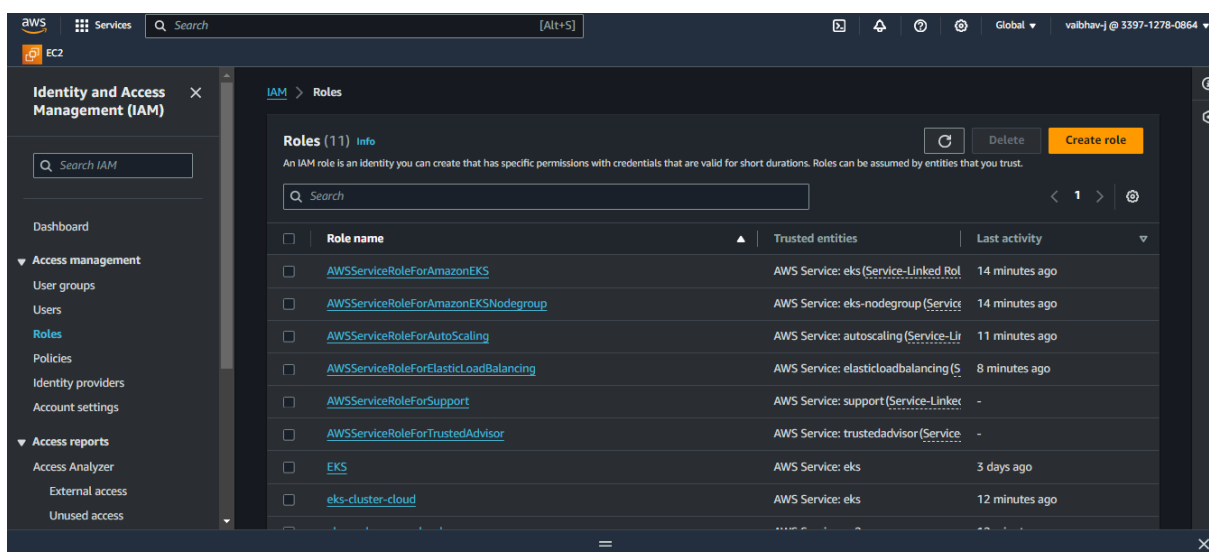 aws Services Search [Alt+S] Global vaibhav-j @ 3397-1278-0864
EC2
Identity and Access Management (IAM)
Search IAM
Dashboard
Access management
User groups
Users
Roles
Policies
Identity providers
Account settings
Access reports
Access Analyzer
External access
Unused access
IAM > Roles
Roles (11) Info
Delete
Create role
An IAM role is an identity you can create that has specific permissions with credentials that are valid for short durations. Roles can be assumed by entities that you trust.
Search
1
Role name Trusted entities Last activity
AWSServiceRoleForAmazonEKS AWS Service: eks (Service-Linked Rol 14 minutes ago
AWSServiceRoleForAmazonEKSNodegroup AWS Service: eks-nodegroup (Service 14 minutes ago
AWSServiceRoleForAutoScaling AWS Service: autoscaling (Service-Lir 11 minutes ago
AWSServiceRoleForElasticLoadBalancing AWS Service: elasticloadbalancing (S 8 minutes ago
AWSServiceRoleForSupport AWS Service: support (Service-Linkec -
AWSServiceRoleForTrustedAdvisor AWS Service: trustedadvisor (Service -
EKS AWS Service: eks 3 days ago
eks-cluster-cloud AWS Service: eks 12 minutes ago